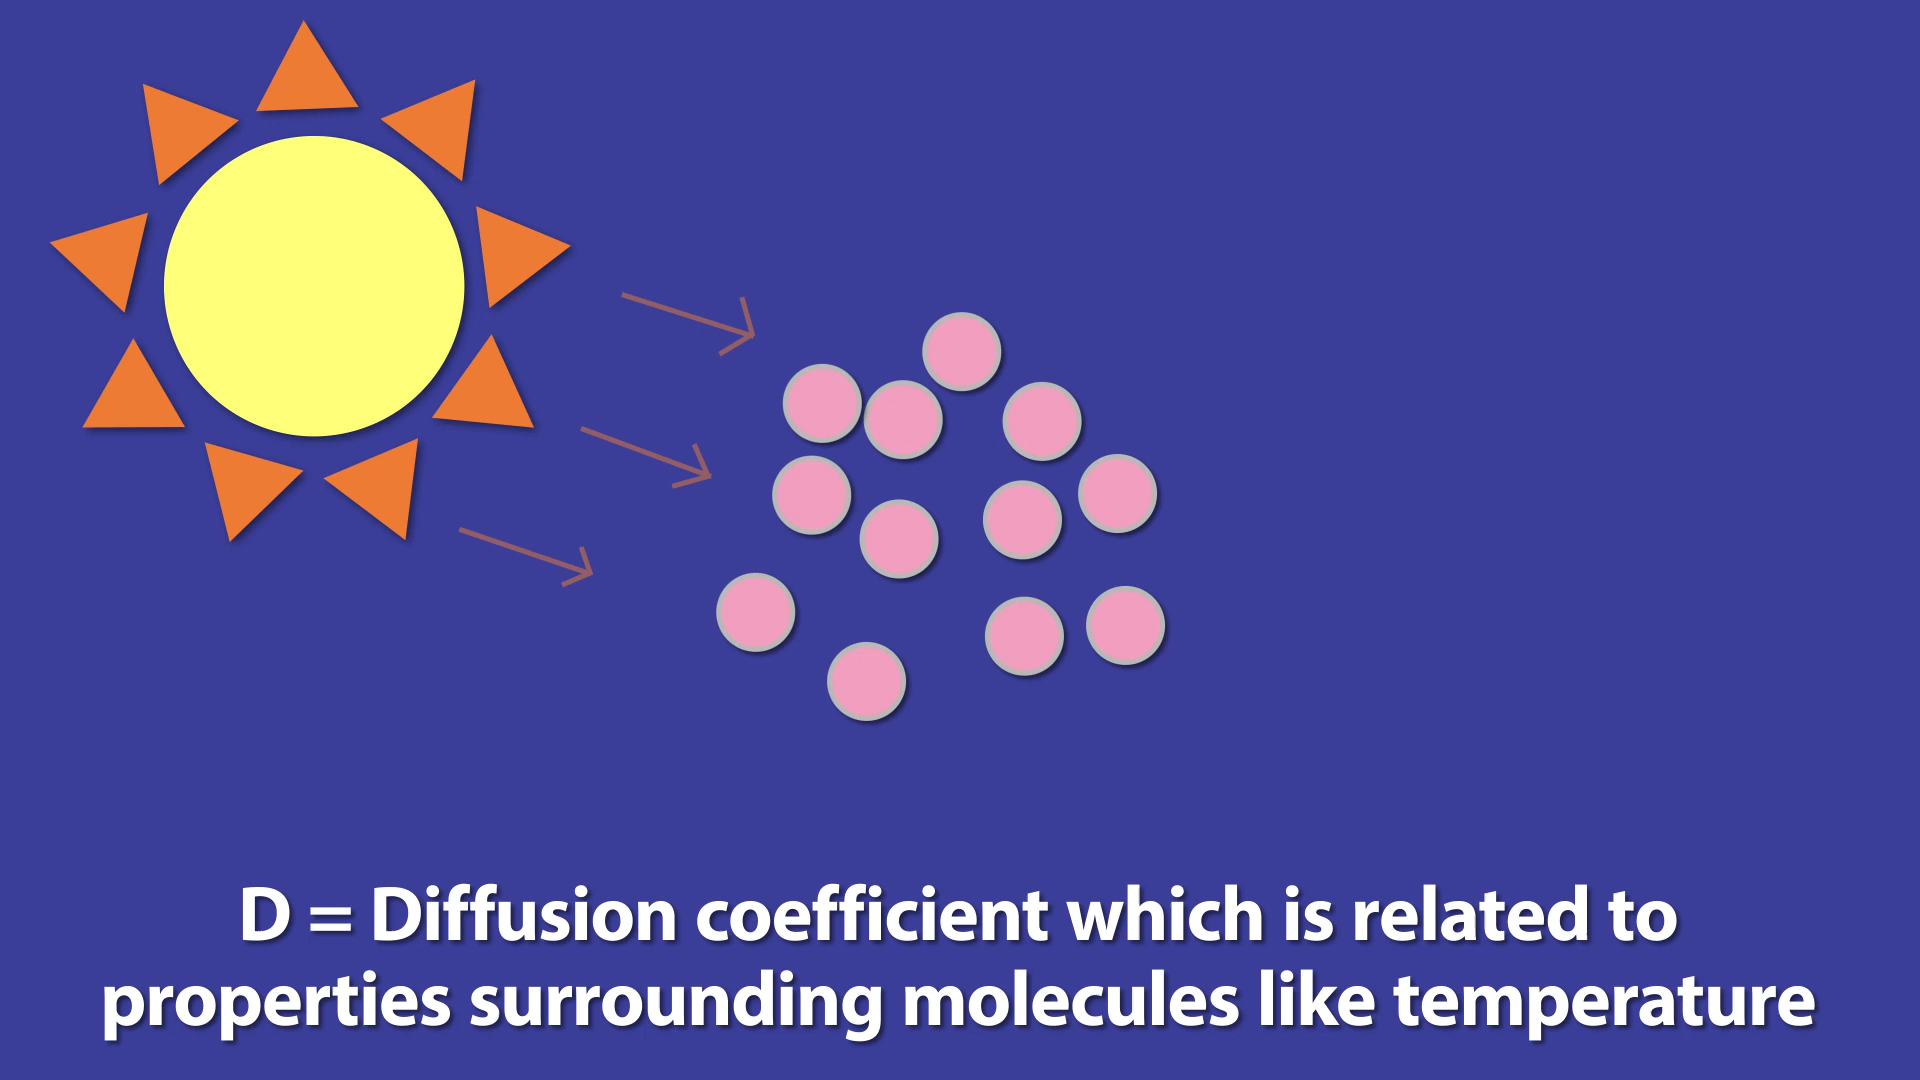 D = Diffusion coefficient which is related to
properties surrounding molecules like temperature